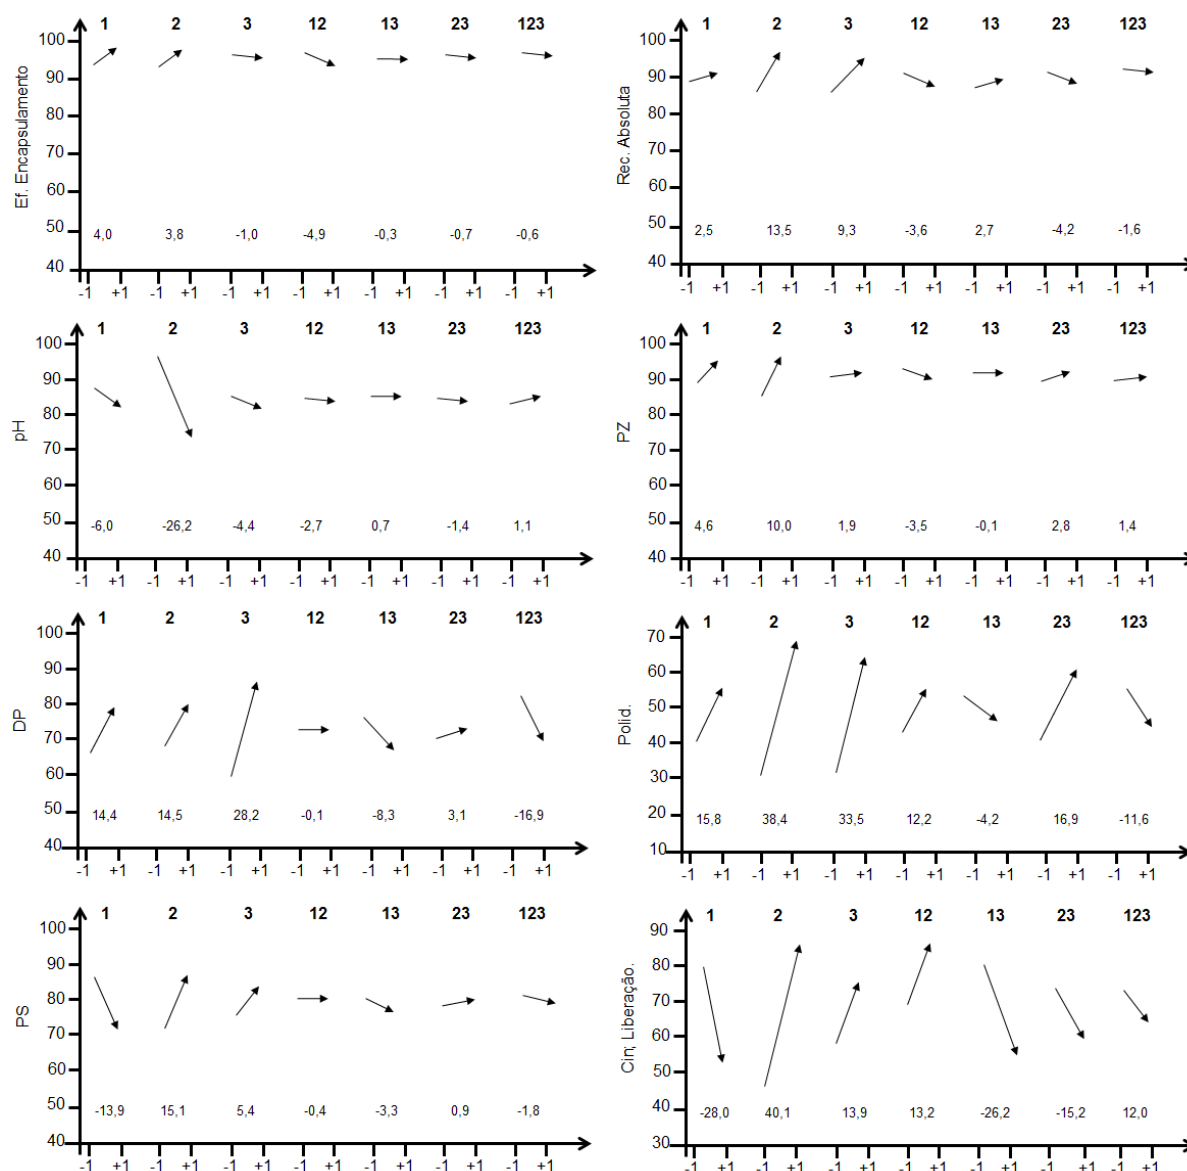 1 2 3 12 13 23 123
100
90
80
70
60
50
40
Ef. Encapsulamento
4,0 3,8 -1,0 -4,9 -0,3 -0,7 -0,6
-1 +1 -1 +1 -1 +1 -1 +1 -1 +1 -1 +1 -1 +1
1 2 3 12 13 23 123
100
90
80
70
60
50
40
Rec. Absoluta
2,5 13,5 9,3 -3,6 2,7 -4,2 -1,6
-1 +1 -1 +1 -1 +1 -1 +1 -1 +1 -1 +1 -1 +1
1 2 3 12 13 23 123
100
90
80
70
60
50
40
pH
-6,0 -26,2 -4,4 -2,7 0,7 -1,4 1,1
-1 +1 -1 +1 -1 +1 -1 +1 -1 +1 -1 +1 -1 +1
1 2 3 12 13 23 123
100
90
80
70
60
50
40
PZ
4,6 10,0 1,9 -3,5 -0,1 2,8 1,4
-1 +1 -1 +1 -1 +1 -1 +1 -1 +1 -1 +1 -1 +1
1 2 3 12 13 23 123
100
90
80
70
60
50
40
DP
14,4 14,5 28,2 -0,1 -8,3 3,1 -16,9
-1 +1 -1 +1 -1 +1 -1 +1 -1 +1 -1 +1 -1 +1
1 2 3 12 13 23 123
70
60
50
40
30
20
10
Polid.
15,8 38,4 33,5 12,2 -4,2 16,9 -11,6
-1 +1 -1 +1 -1 +1 -1 +1 -1 +1 -1 +1 -1 +1
1 2 3 12 13 23 123
100
90
80
70
60
50
40
PS
-13,9 15,1 5,4 -0,4 -3,3 0,9 -1,8
-1 +1 -1 +1 -1 +1 -1 +1 -1 +1 -1 +1 -1 +1
1 2 3 12 13 23 123
90
80
70
60
50
40
30
Cin; Liberação.
-28,0 40,1 13,9 13,2 -26,2 -15,2 12,0
-1 +1 -1 +1 -1 +1 -1 +1 -1 +1 -1 +1 -1 +1